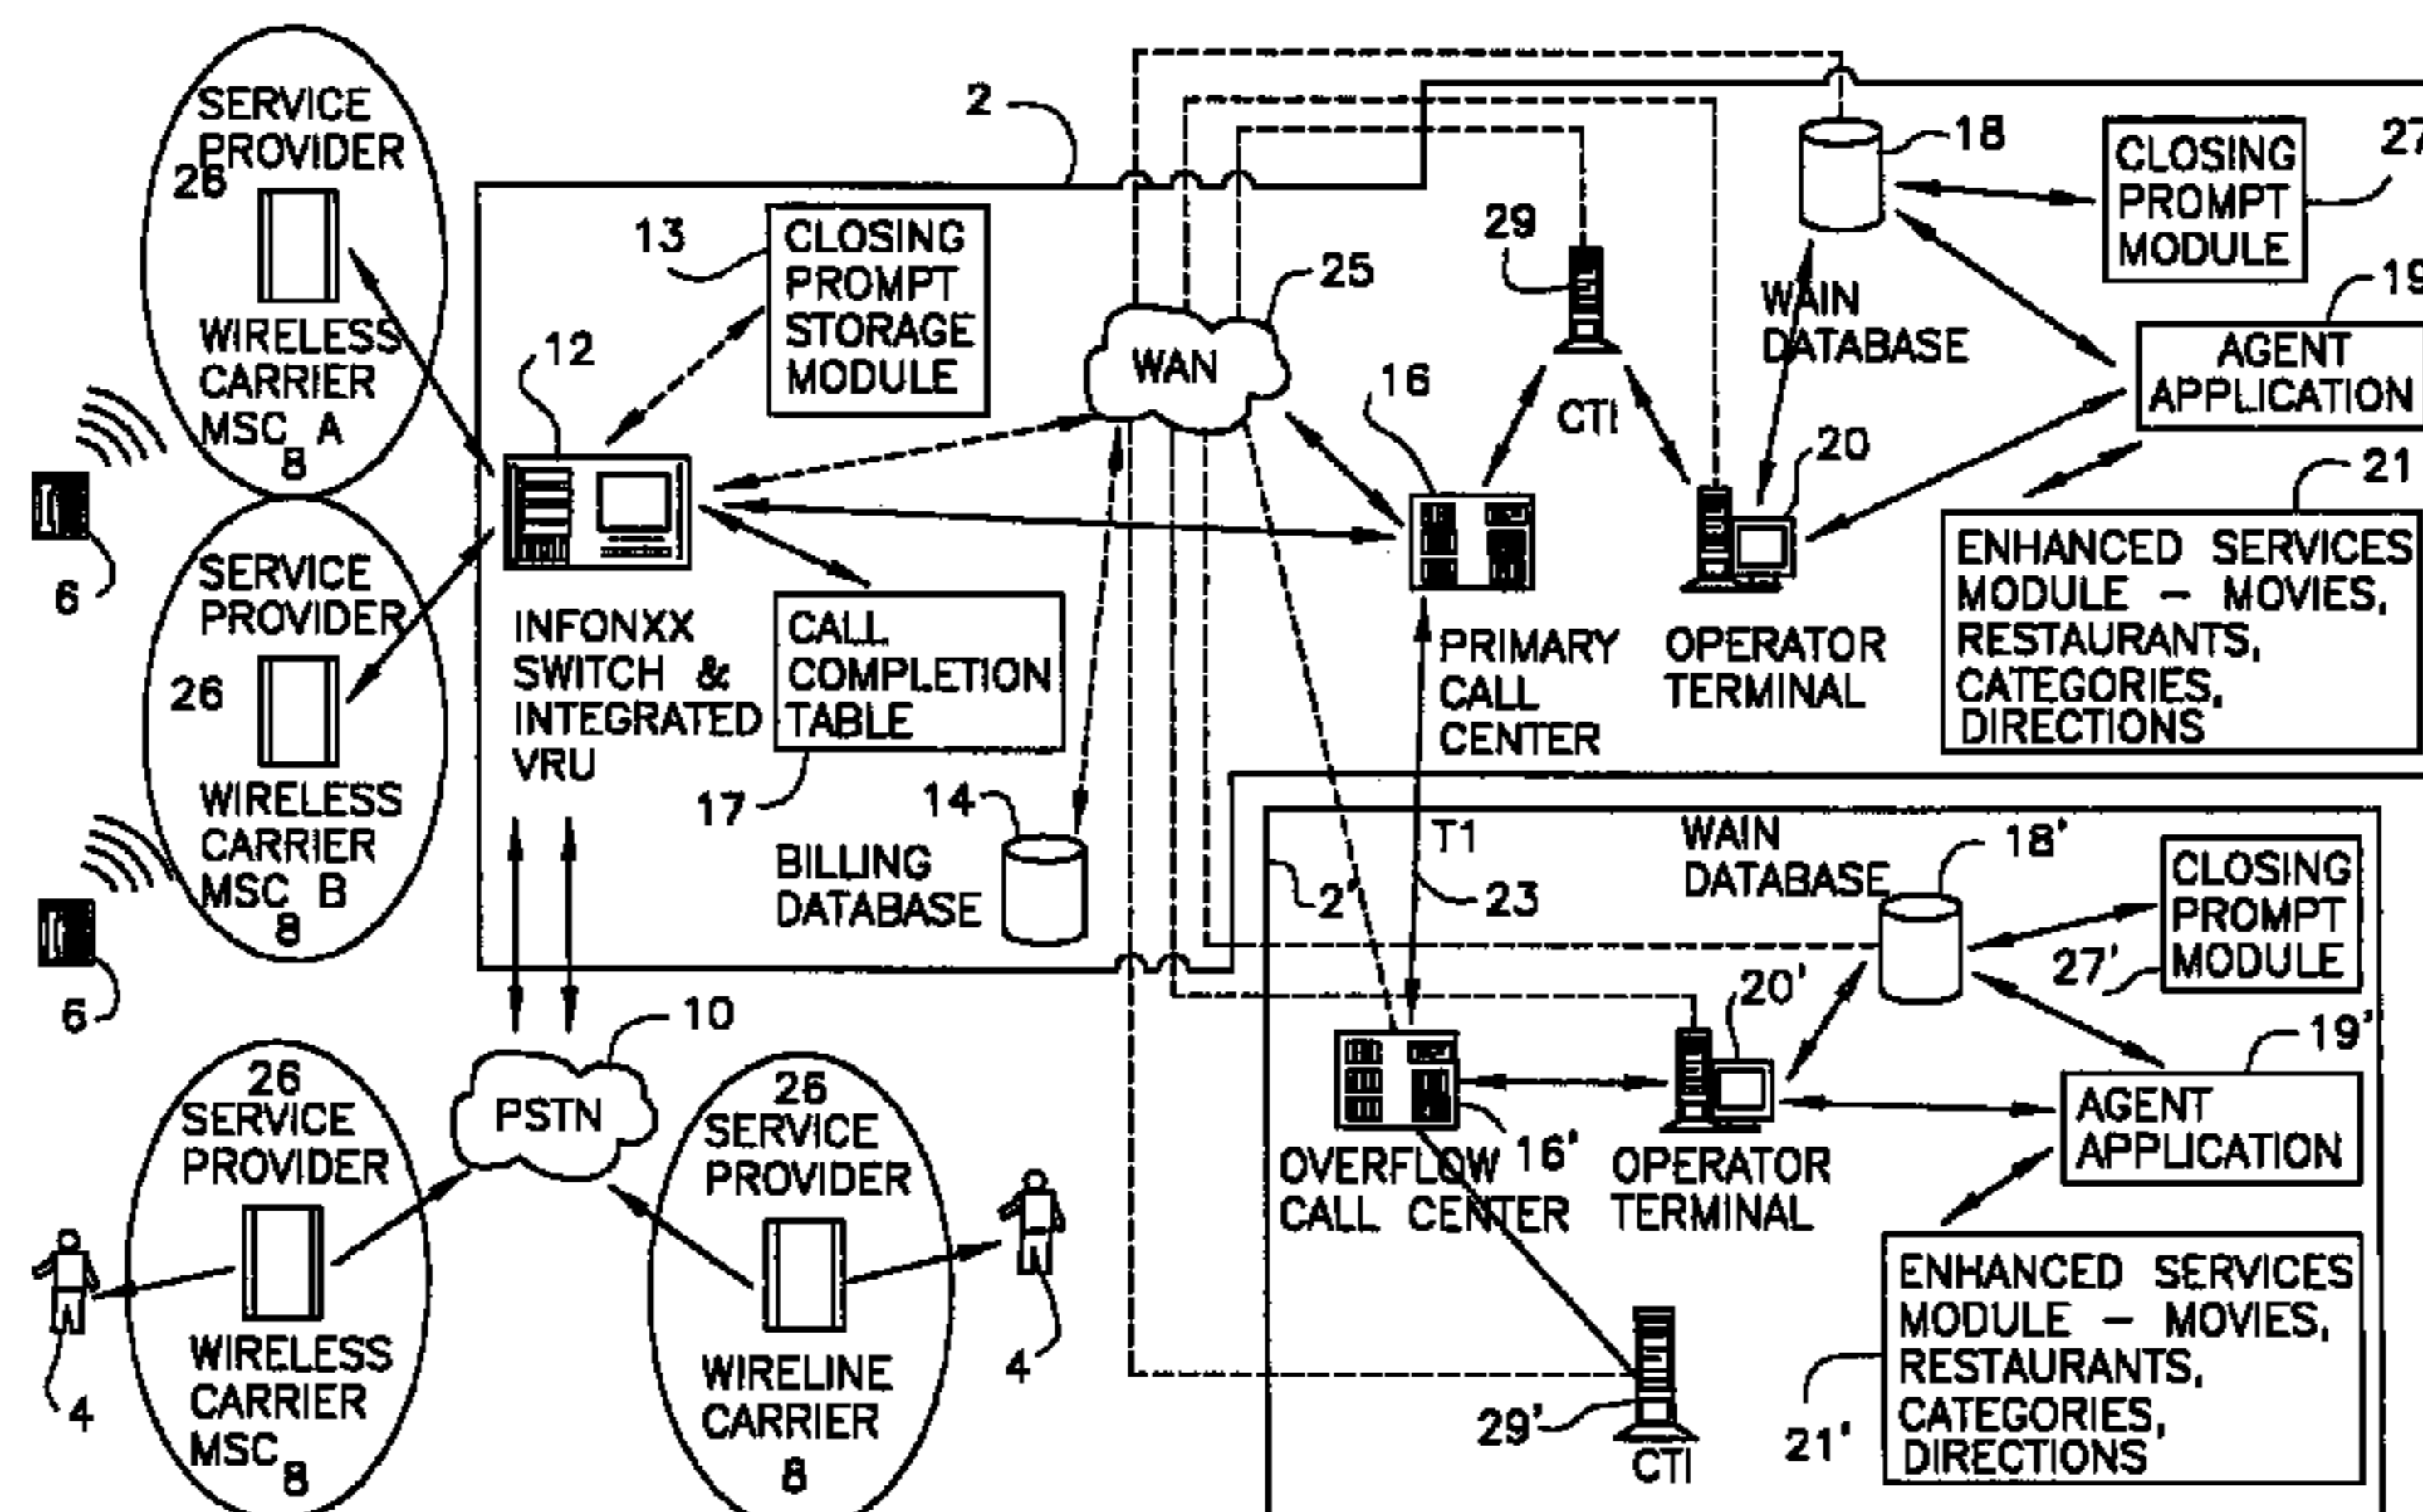 SERVICE
PROVIDER
26
WIRELESS
CARRIER
MSC A
8
6
SERVICE
PROVIDER
26
WIRELESS
CARRIER
MSC B
8
6
2
13
CLOSING
PROMPT
STORAGE
MODULE
12
INFONXX
SWITCH &
INTEGRATED
VRU
CALL
COMPLETION
TABLE
17
14
BILLING
DATABASE
WAN
25
29
CTI
16
PRIMARY
CALL
CENTER
20
OPERATOR
TERMINAL
18
WAIN
DATABASE
CLOSING
PROMPT
MODULE
27
19
AGENT
APPLICATION
21
ENHANCED SERVICES
MODULE – MOVIES,
RESTAURANTS,
CATEGORIES,
DIRECTIONS
T1
23
2'
WAIN
DATABASE
18'
CLOSING
PROMPT
MODULE
27'
20'
19'
AGENT
APPLICATION
16'
OVERFLOW
CALL CENTER
OPERATOR
TERMINAL
ENHANCED SERVICES
MODULE – MOVIES,
RESTAURANTS,
CATEGORIES,
DIRECTIONS
21'
29'
CTI
10
PSTN
26
SERVICE
PROVIDER
WIRELESS
CARRIER
MSC
8
4
26
SERVICE
PROVIDER
WIRELINE
CARRIER
8
4